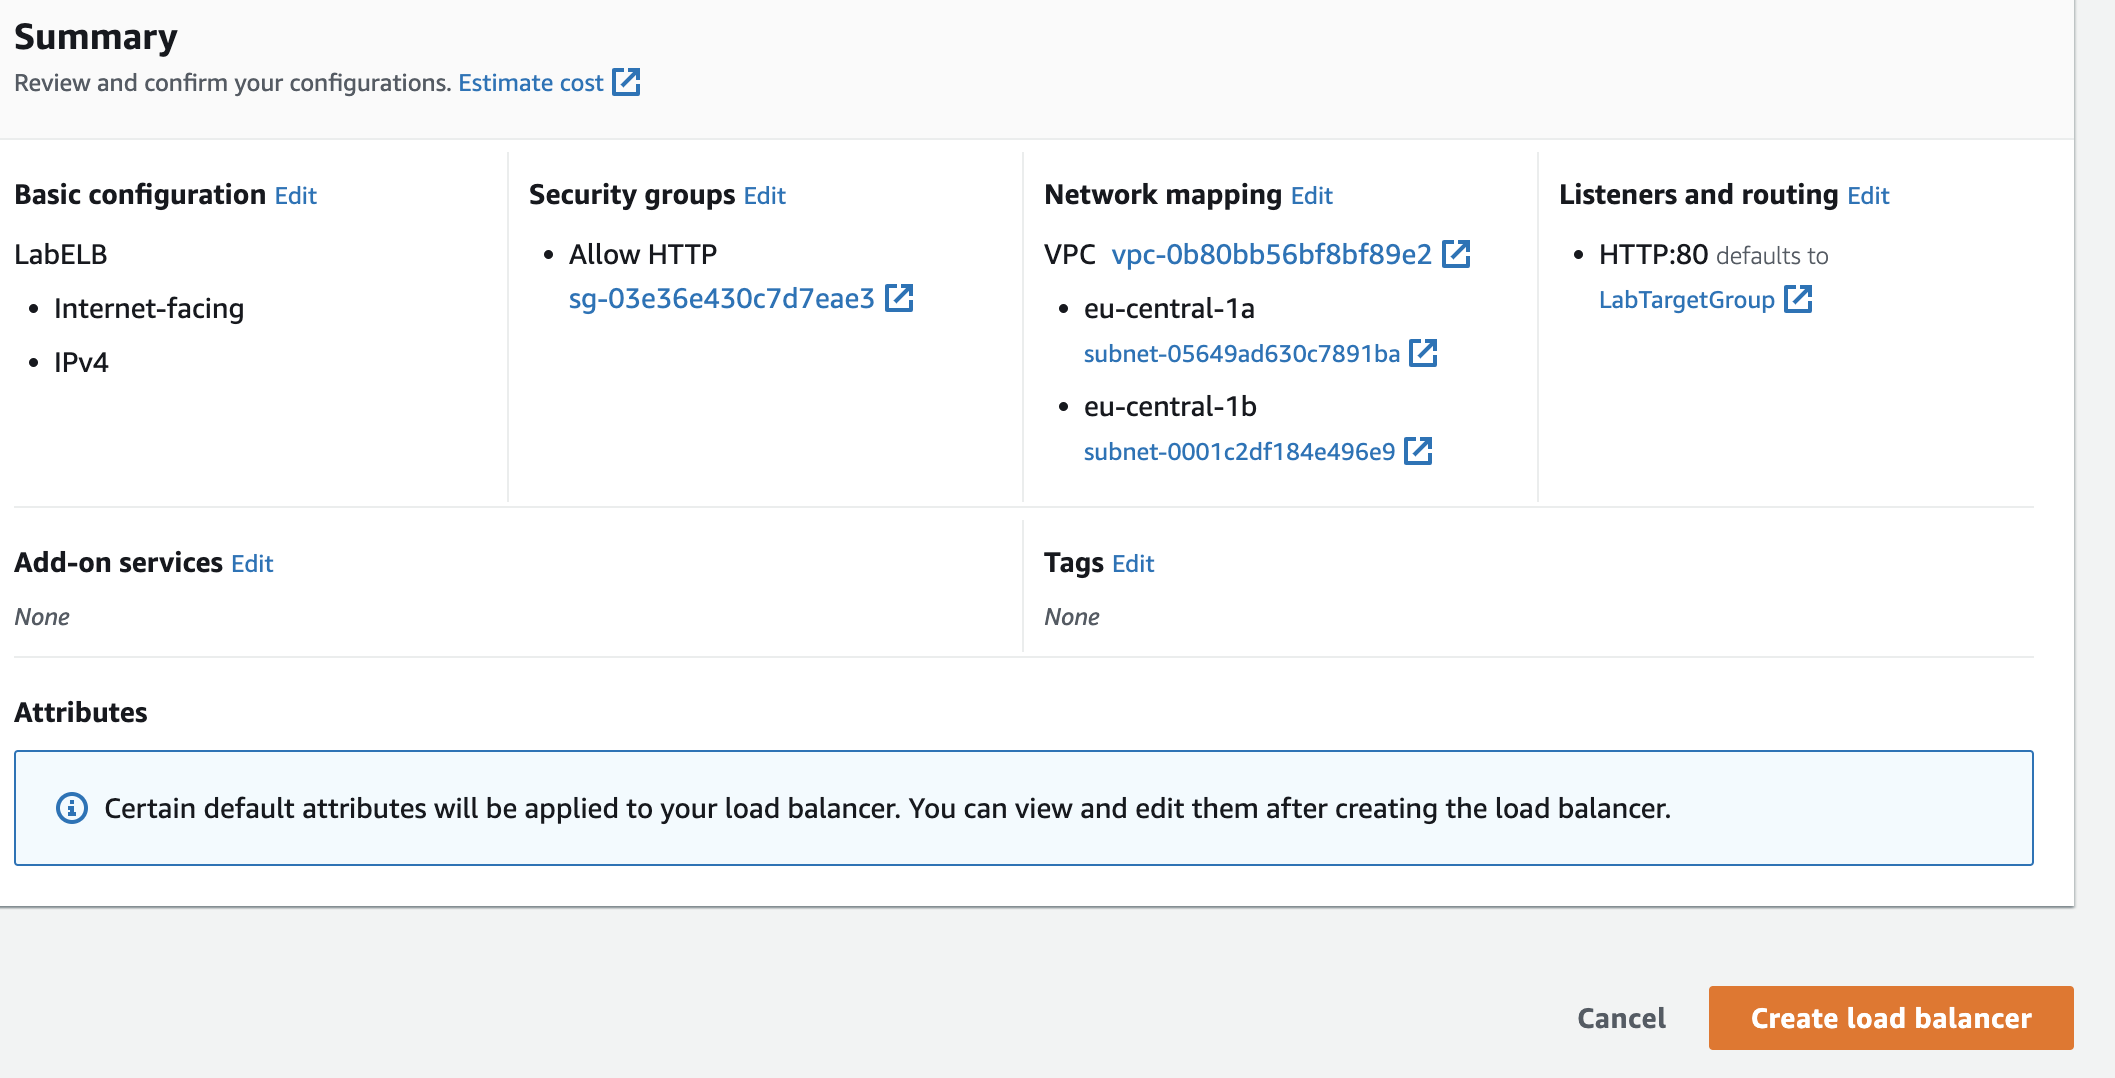 Summary
Review and confirm your configurations. Estimate cost
Basic configuration Edit
LabELB
• Internet-facing
• IPv4
Security groups Edit
• Allow HTTP
sg-03e36e430c7d7eae3
Network mapping Edit
VPC vpc-0b80bb56bf8bf89e2
• eu-central-1a
subnet-05649ad630c7891ba
• eu-central-1b
subnet-0001c2df184e496e9
Listeners and routing Edit
• HTTP:80 defaults to
LabTargetGroup
Add-on services Edit
None
Tags Edit
None
Attributes
Certain default attributes will be applied to your load balancer. You can view and edit them after creating the load balancer.
Cancel
Create load balancer